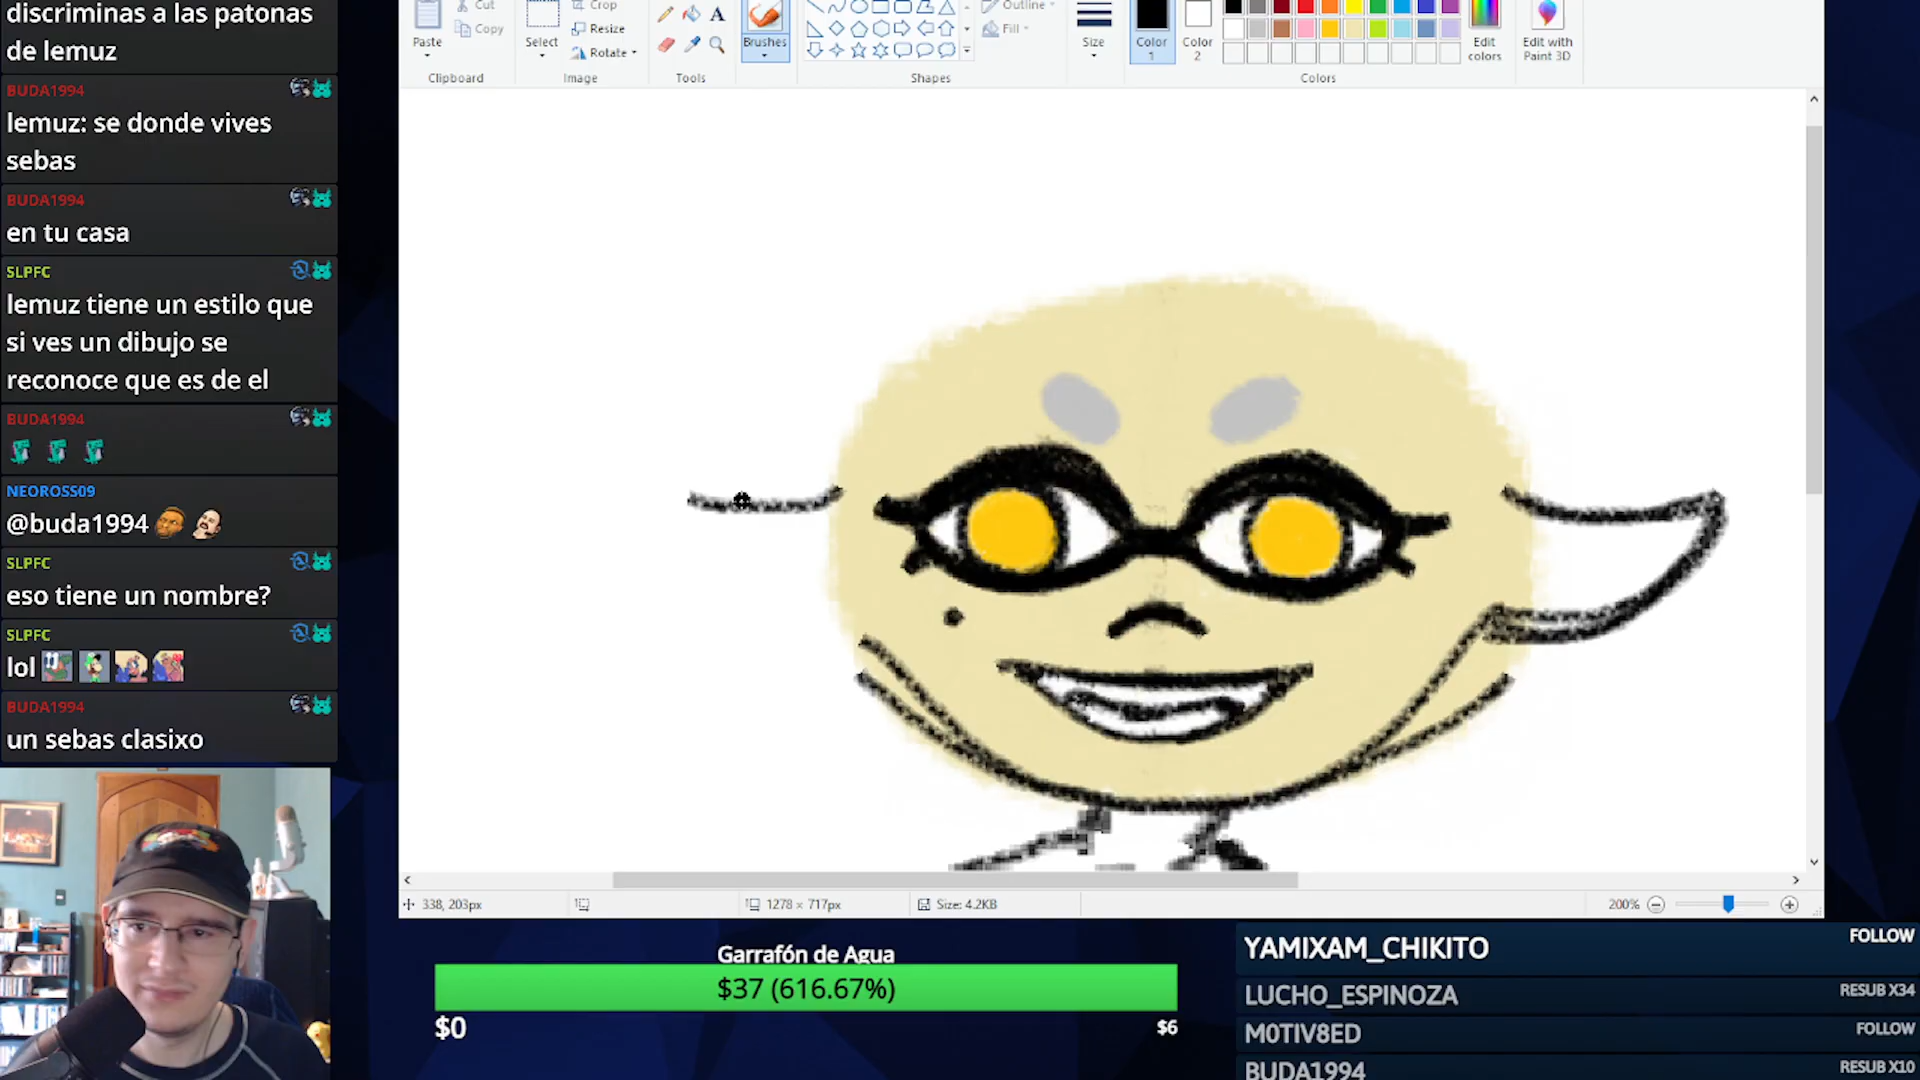 discriminas a las patonas
de lemuz
BUDA1994
lemuz: se donde vives
sebas
BUDA1994
en tu casa
SLPFC
lemuz tiene un estilo que
si ves un dibujo se
reconoce que es de el
BUDA1994
NEOROSS09
@buda1994
SLPFC
eso tiene un nombre?
SLPFC
lol
BUDA1994
un sebas clasixo
Paste
Cut
Copy
Clipboard
Select
Crop
Resize
Rotate
Image
A
Tools
Brushes
Shapes
Outline
Fill
Size
Color
1
Color
2
Edit
colors
Edit with
Paint 3D
Colors
338, 203px
1278 × 717px
Size: 4.2KB
200%
Garrafón de Agua
$37 (616.67%)
$0
$6
YAMIXAM_CHIKITO
FOLLOW
LUCHO_ESPINOZA
RESUB X34
M0TIV8ED
FOLLOW
BUDA1994
RESUB X10